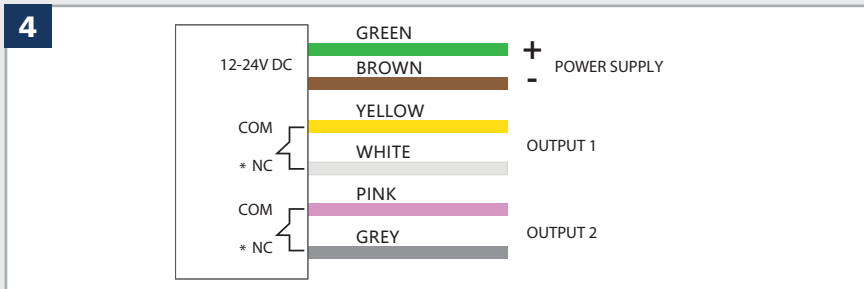 4
GREEN
12-24V DC
+
BROWN
-
POWER SUPPLY
YELLOW
COM
OUTPUT 1
WHITE
* NC
PINK
COM
OUTPUT 2
GREY
* NC